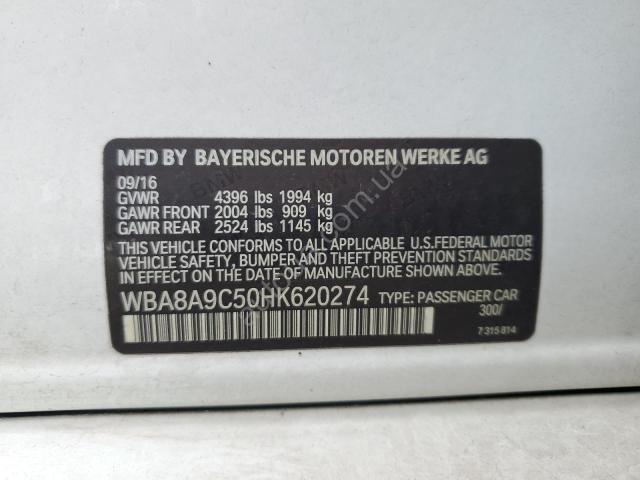 MFD BY BAYERISCHE MOTOREN WERKE AG
09/16
GVWR 4396 lbs 1994 kg
GAWR FRONT 2004 lbs 909 kg
GAWR REAR 2524 lbs 1145 kg
THIS VEHICLE CONFORMS TO ALL APPLICABLE U.S. FEDERAL MOTOR
VEHICLE SAFETY, BUMPER, AND THEFT PREVENTION STANDARDS
IN EFFECT ON THE DATE OF MANUFACTURE SHOWN ABOVE.
WBA8A9C50HK620274 TYPE: PASSENGER CAR
300/
7 315 814